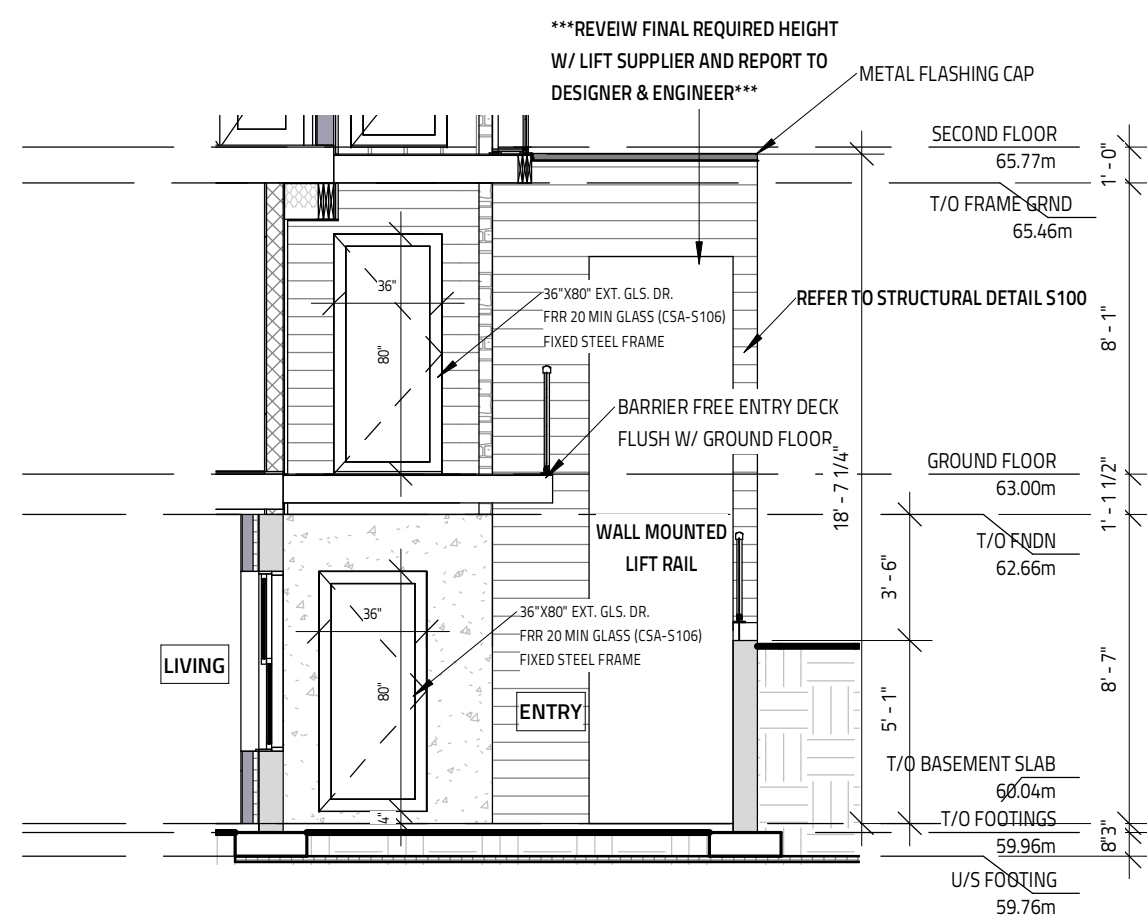 ***REVEIW FINAL REQUIRED HEIGHT
W/ LIFT SUPPLIER AND REPORT TO
DESIGNER & ENGINEER***
METAL FLASHING CAP
SECOND FLOOR
65.77m
1' - 0"
T/O FRAME GRND
65.46m
36"
80"
36"X80" EXT. GLS. DR.
FRR 20 MIN GLASS (CSA-S106)
FIXED STEEL FRAME
REFER TO STRUCTURAL DETAIL S100
8' - 1"
BARRIER FREE ENTRY DECK
FLUSH W/ GROUND FLOOR
18' - 7 1/4"
GROUND FLOOR
63.00m
1' - 1 1/2"
T/O FNDN
62.66m
WALL MOUNTED
LIFT RAIL
3' - 6"
36"
80"
36"X80" EXT. GLS. DR.
FRR 20 MIN GLASS (CSA-S106)
FIXED STEEL FRAME
LIVING
ENTRY
8' - 7"
5' - 1"
4"
T/O BASEMENT SLAB
60.04m
T/O FOOTINGS
59.96m
3"
8"
U/S FOOTING
59.76m